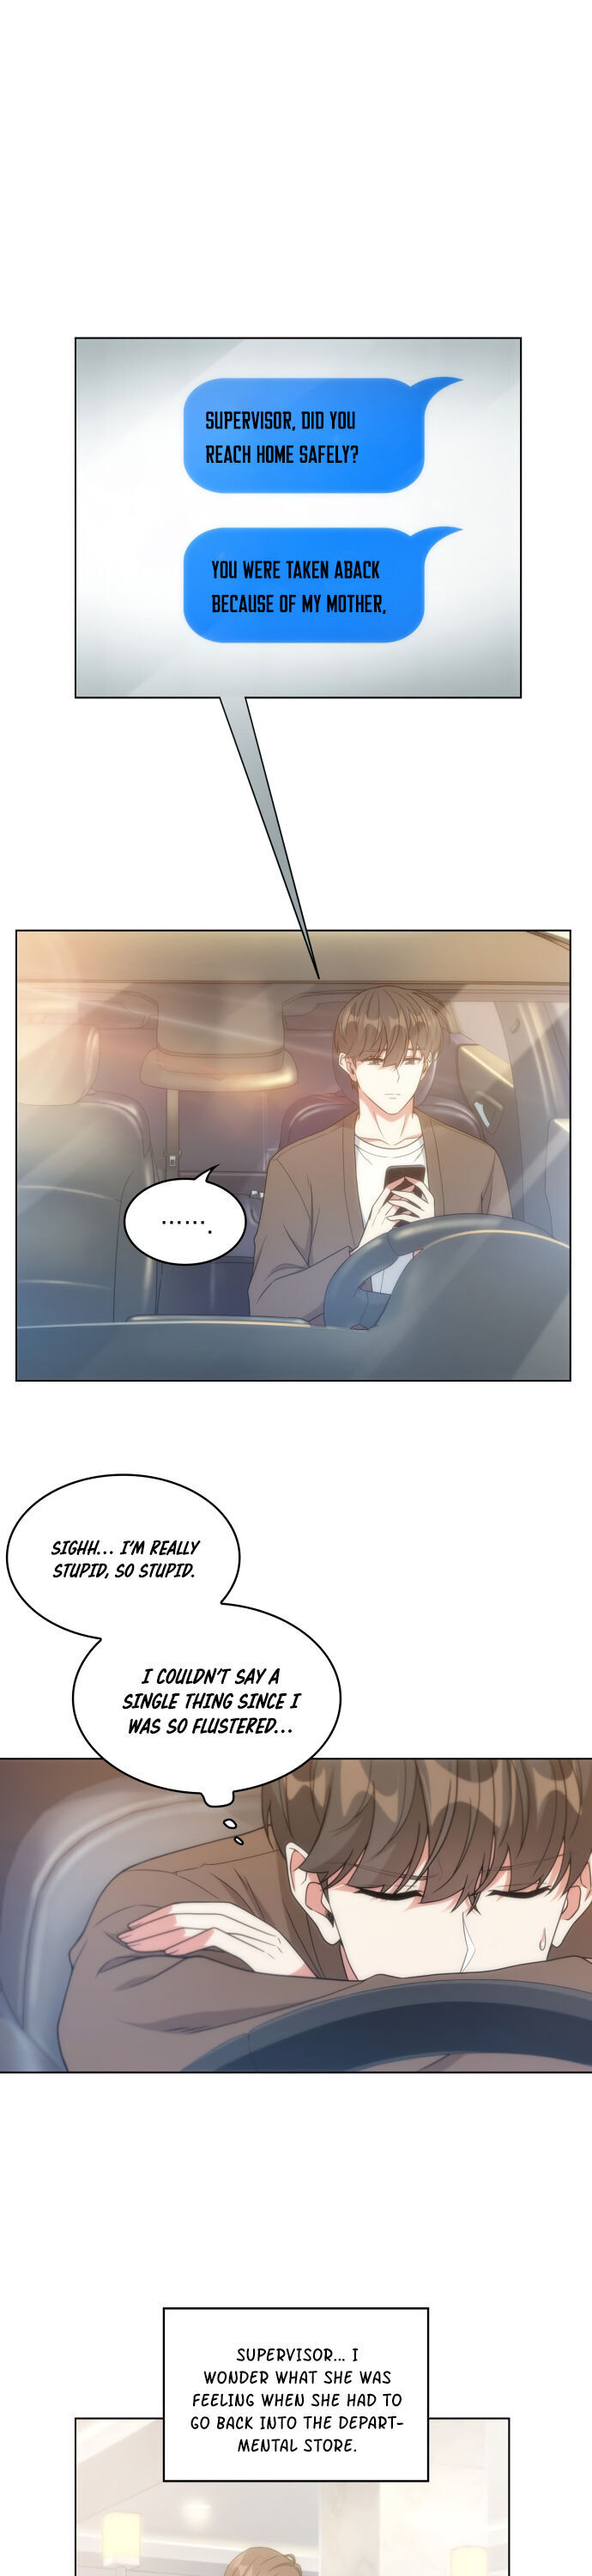 SUPERVISOR, DID YOU
REACH HOME SAFELY?
YOU WERE TAKEN ABACK
BECAUSE OF MY MOTHER,
.......
SIGHH... I'M REALLY
STUPID, SO STUPID.
I COULDN'T SAY A
SINGLE THING SINCE I
WAS SO FLUSTERED...
SUPERVISOR... I
WONDER WHAT SHE WAS
FEELING WHEN SHE HAD TO
GO BACK INTO THE DEPART-
MENTAL STORE.